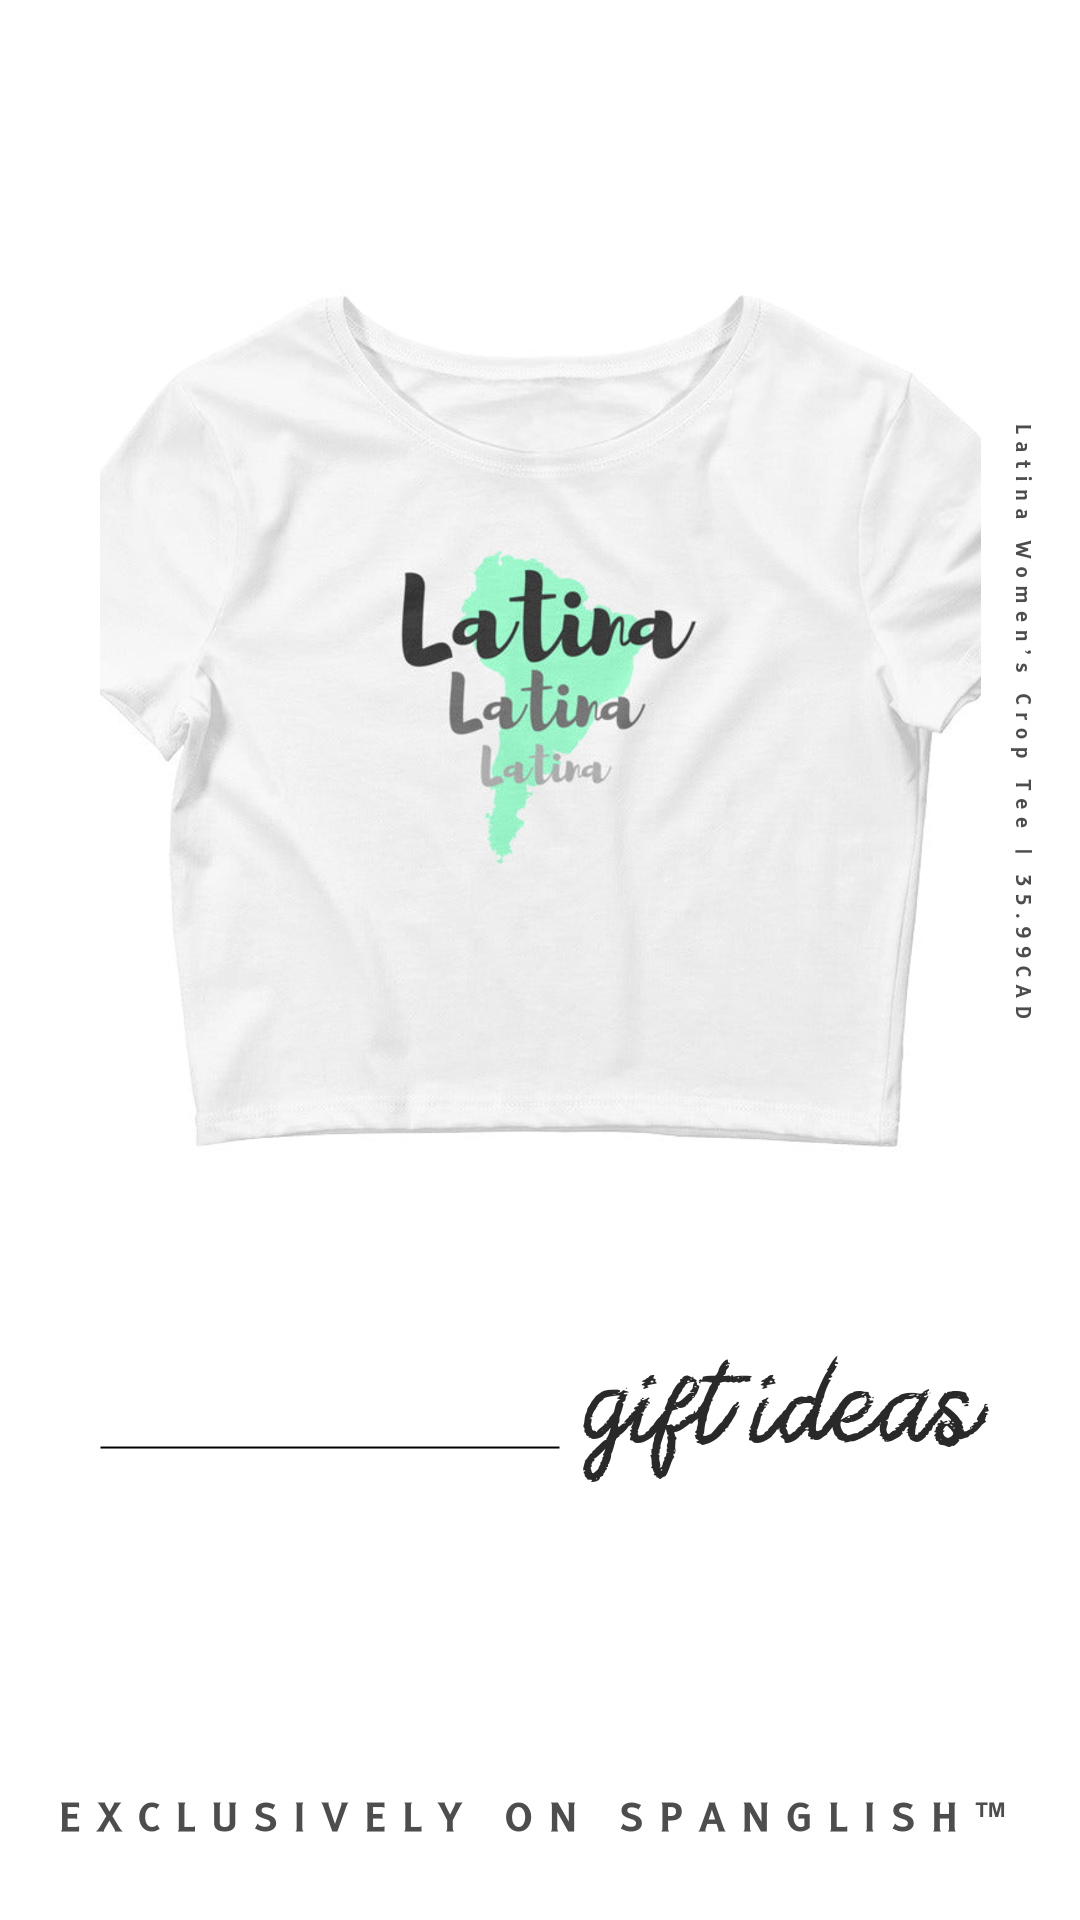 Latina
Latina
Latina
Latina Women's Crop Tee | 35.99CAD
gift ideas
EXCLUSIVELY ON SPANGLISH™